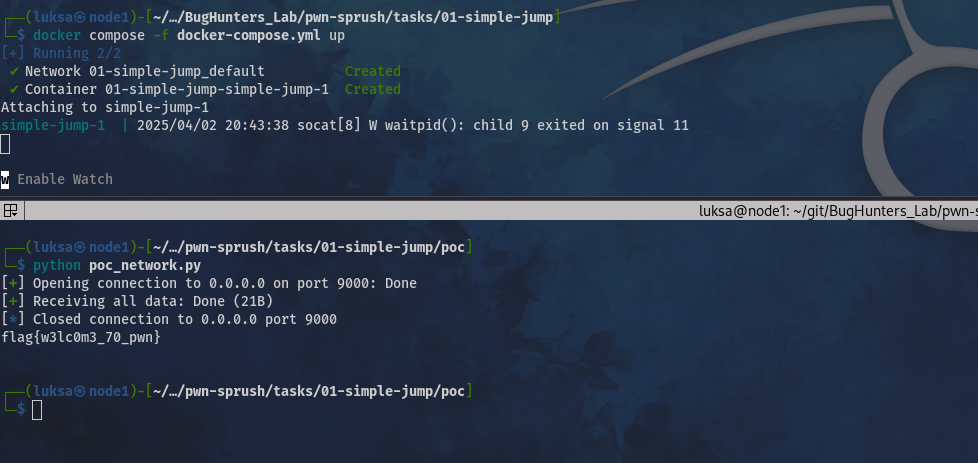 ┌──(luksa㉿node1)-[~/…/BugHunters_Lab/pwn-sprush/tasks/01-simple-jump]
└─$ docker compose -f docker-compose.yml up
[+] Running 2/2
✔ Network 01-simple-jump_default Created
✔ Container 01-simple-jump-simple-jump-1 Created
Attaching to simple-jump-1
simple-jump-1 | 2025/04/02 20:43:38 socat[8] W waitpid(): child 9 exited on signal 11
w Enable Watch
luksa@node1: ~/git/BugHunters_Lab/pwn-s
┌──(luksa㉿node1)-[~/…/pwn-sprush/tasks/01-simple-jump/poc]
└─$ python poc_network.py
[+] Opening connection to 0.0.0.0 on port 9000: Done
[+] Receiving all data: Done (21B)
[*] Closed connection to 0.0.0.0 port 9000
flag{w3lc0m3_70_pwn}
┌──(luksa㉿node1)-[~/…/pwn-sprush/tasks/01-simple-jump/poc]
└─$